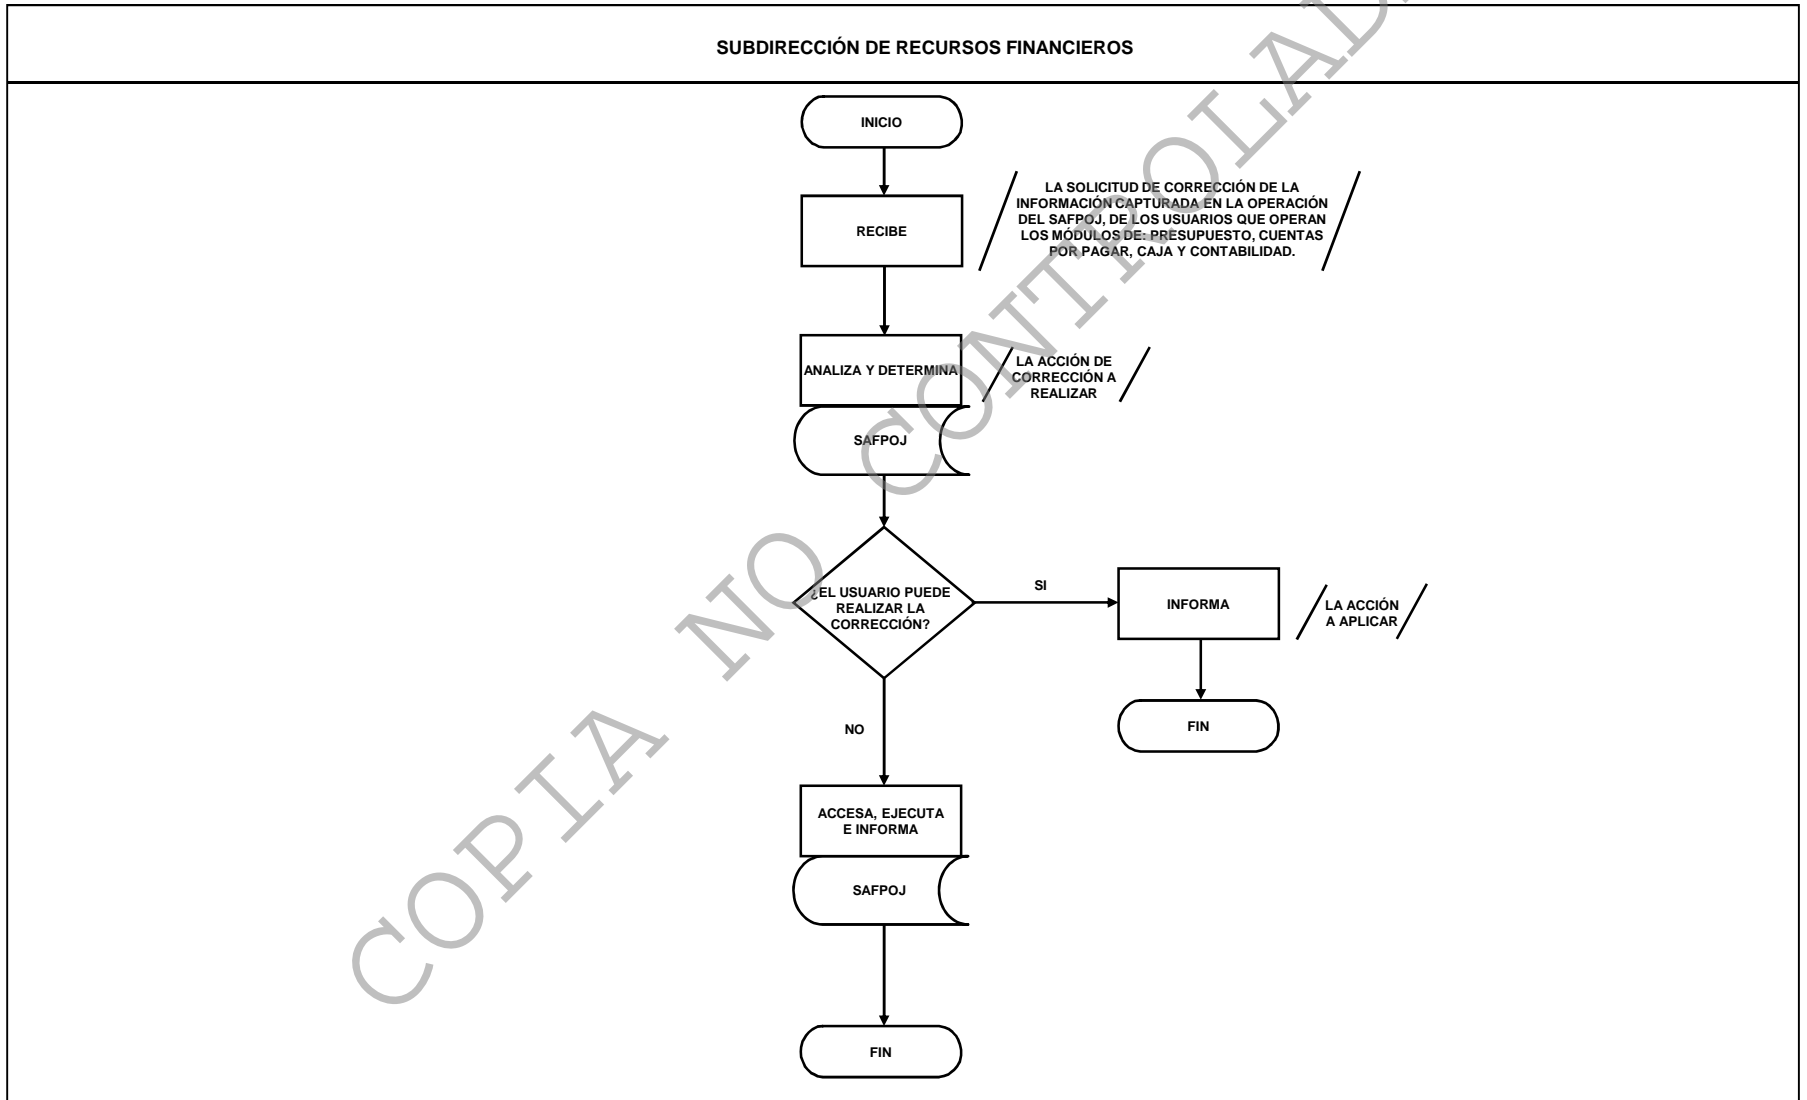 SUBDIRECCIÓN DE RECURSOS FINANCIEROS
INICIO
RECIBE
LA SOLICITUD DE CORRECCIÓN DE LA
INFORMACIÓN CAPTURADA EN LA OPERACIÓN
DEL SAFPOJ, DE LOS USUARIOS QUE OPERAN
LOS MÓDULOS DE: PRESUPUESTO, CUENTAS
POR PAGAR, CAJA Y CONTABILIDAD.
ANALIZA Y DETERMINA
LA ACCIÓN DE
CORRECCIÓN A
REALIZAR
SAFPOJ
¿EL USUARIO PUEDE
REALIZAR LA
CORRECCIÓN?
SI
INFORMA
LA ACCIÓN
A APLICAR
FIN
NO
ACCESA, EJECUTA
E INFORMA
SAFPOJ
FIN
COPIA NO CONTROLAD